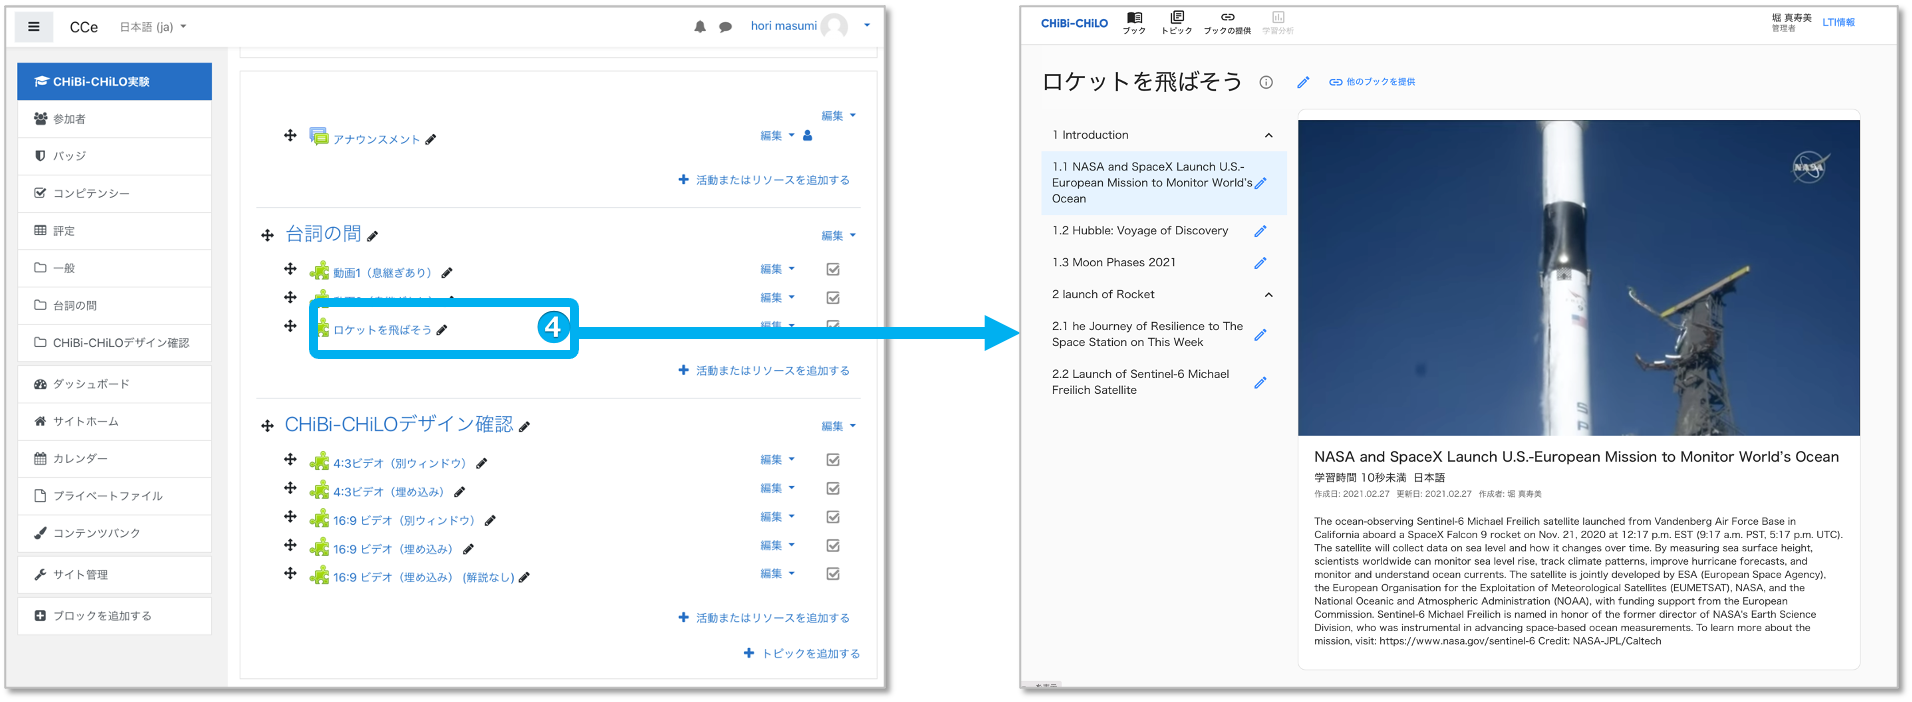 CCe
日本語 (ja)
hori masumi
CHiBi-CHiLO実験
参加者
バッジ
コンピテンシー
評定
一般
台詞の間
CHiBi-CHiLOデザイン確認
ダッシュボード
サイトホーム
カレンダー
プライベートファイル
コンテンツバンク
サイト管理
ブロックを追加する
編集
アナウンスメント
編集
活動またはリソースを追加する
台詞の間
編集
動画1（息継ぎあり）
編集
編集
ロケットを飛ばそう
4
編集
活動またはリソースを追加する
CHiBi-CHiLOデザイン確認
編集
4:3ビデオ（別ウィンドウ）
編集
4:3ビデオ（埋め込み）
編集
16:9 ビデオ（別ウィンドウ）
編集
16:9 ビデオ（埋め込み）
編集
16:9 ビデオ（埋め込み） (解説なし)
編集
活動またはリソースを追加する
トピックを追加する
CHiBi-CHiLO
ブック
トピック
ブックの提供
学習分析
堀 真寿美
管理者
LTI情報
ロケットを飛ばそう
他のブックを提供
1 Introduction
1.1 NASA and SpaceX Launch U.S.-
European Mission to Monitor World's
Ocean
1.2 Hubble: Voyage of Discovery
1.3 Moon Phases 2021
2 launch of Rocket
2.1 he Journey of Resilience to The
Space Station on This Week
2.2 Launch of Sentinel-6 Michael
Freilich Satellite
NASA
S
P
NASA and SpaceX Launch U.S.-European Mission to Monitor World's Ocean
学習時間 10秒未満 日本語
作成日: 2021.02.27 更新日: 2021.02.27 作成者: 堀 真寿美
The ocean-observing Sentinel-6 Michael Freilich satellite launched from Vandenberg Air Force Base in
California aboard a SpaceX Falcon 9 rocket on Nov. 21, 2020 at 12:17 p.m. EST (9:17 a.m. PST, 5:17 p.m. UTC).
The satellite will collect data on sea level and how it changes over time. By measuring sea surface height,
scientists worldwide can monitor sea level rise, track climate patterns, improve hurricane forecasts, and
monitor and understand ocean currents. The satellite is jointly developed by ESA (European Space Agency),
the European Organisation for the Exploitation of Meteorological Satellites (EUMETSAT), NASA, and the
National Oceanic and Atmospheric Administration (NOAA), with funding support from the European
Commission. Sentinel-6 Michael Freilich is named in honor of the former director of NASA's Earth Science
Division, who was instrumental in advancing space-based ocean measurements. To learn more about the
mission, visit: https://www.nasa.gov/sentinel-6 Credit: NASA-JPL/Caltech